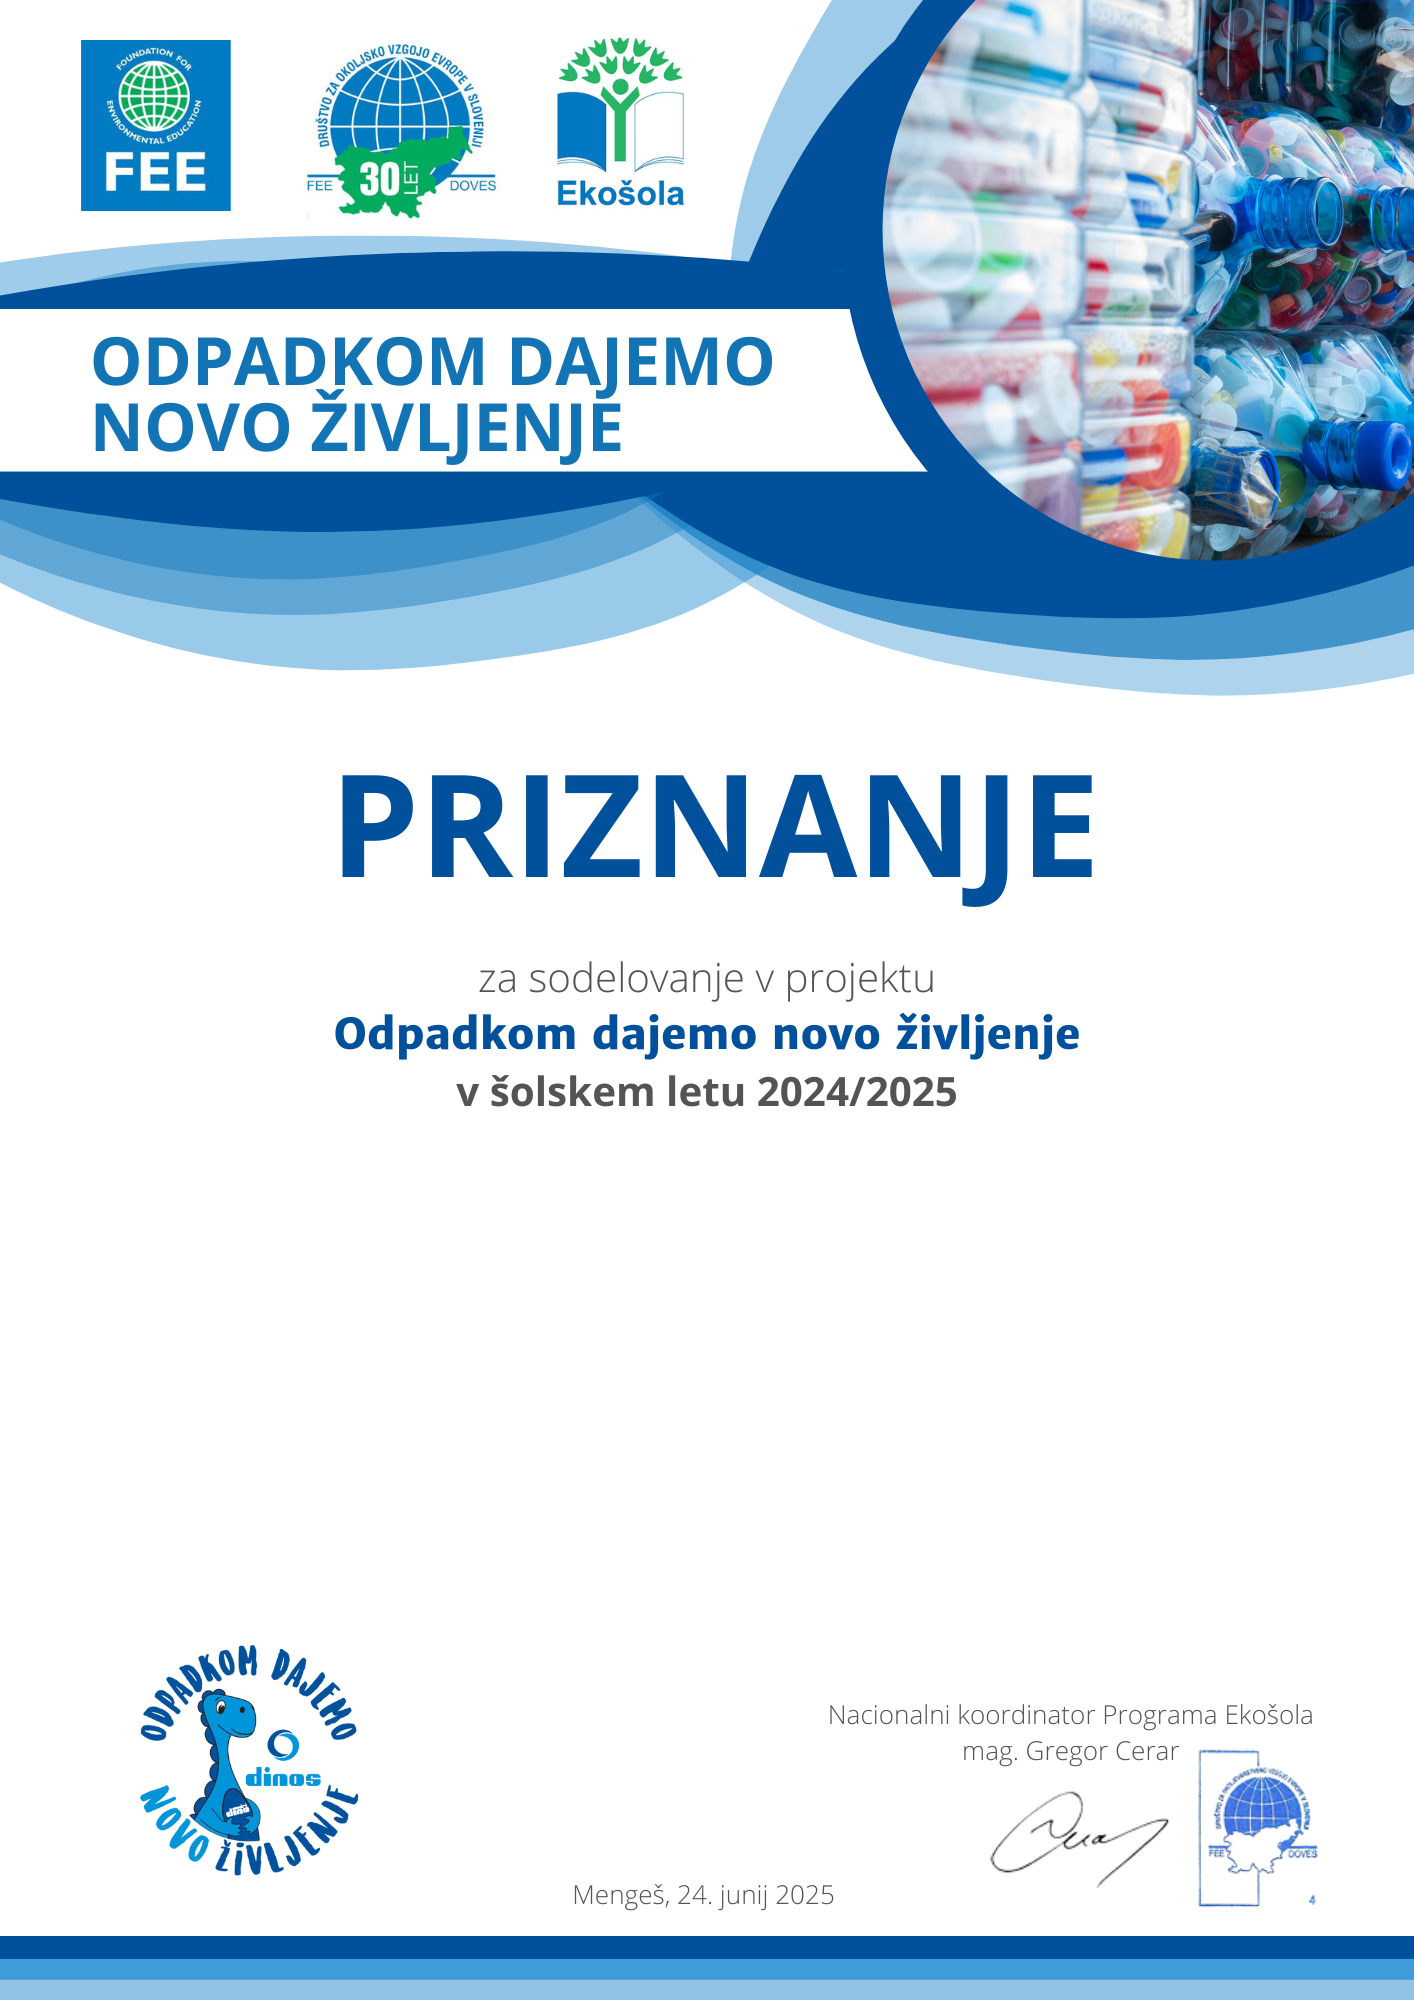 FOUNDATION FOR
ENVIRONMENTAL EDUCATION
FEE
DRUŠTVO ZA OKOLJSKO VZGOJO EVROPE V SLOVENIJI
30 LET
FEE DOVES
Ekošola
ODPADKOM DAJEMO
NOVO ŽIVLJENJE
PRIZNANJE
za sodelovanje v projektu
Odpadkom dajemo novo življenje
v šolskem letu 2024/2025
ODPADKOM DAJEMO
dinos
NOVO ŽIVLJENJE
Nacionalni koordinator Programa Ekošola
mag. Gregor Cerar
FEE DOVES
4
Mengeš, 24. junij 2025